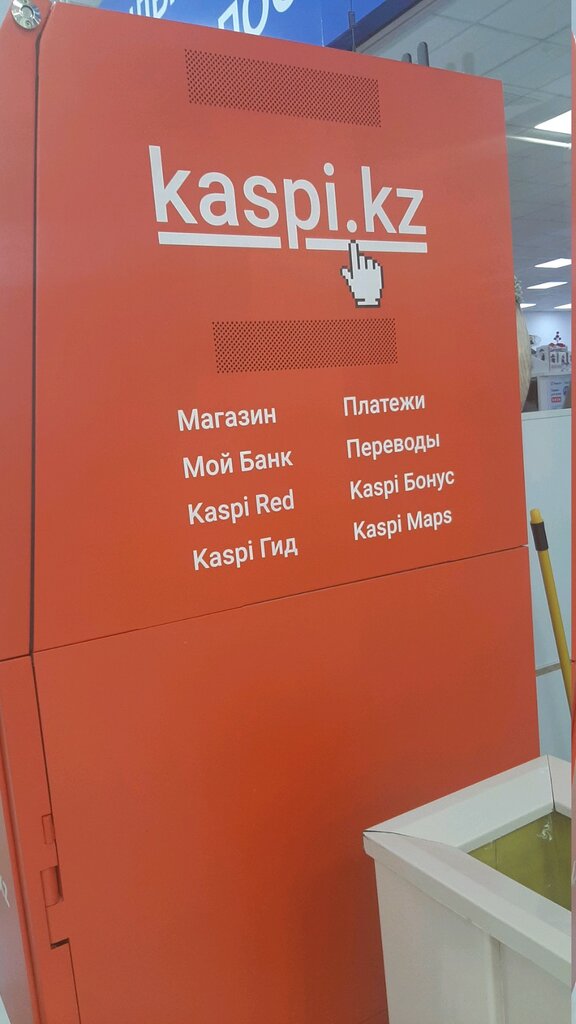 kaspi.kz
Магазин
Мой Банк
Kaspi Red
Kaspi Гид
Платежи
Переводы
Kaspi Бонус
Kaspi Maps